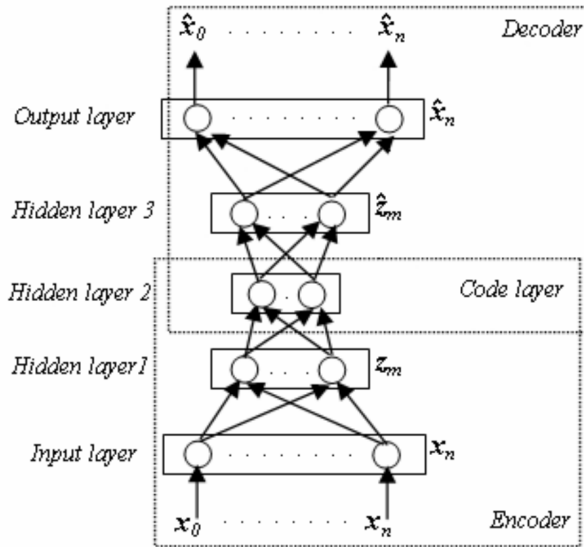 x̂₀ . . . . . . . . x̂ₙ Decoder
Output layer . . . . . . . . x̂ₙ
Hidden layer 3 . . . ẑₘ
Hidden layer 2 . Code layer
Hidden layer1 . . . zₘ
Input layer . . . . . . . . xₙ
x₀ . . . . . . . . xₙ Encoder